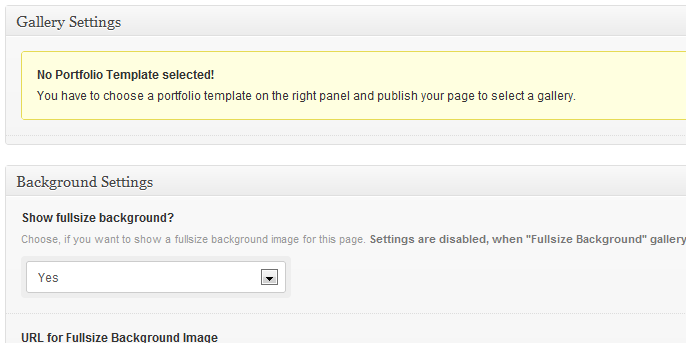 Gallery Settings
No Portfolio Template selected!
You have to choose a portfolio template on the right panel and publish your page to select a gallery.
Background Settings
Show fullsize background?
Choose, if you want to show a fullsize background image for this page. Settings are disabled, when "Fullsize Background" gallery
Yes
URL for Fullsize Background Image